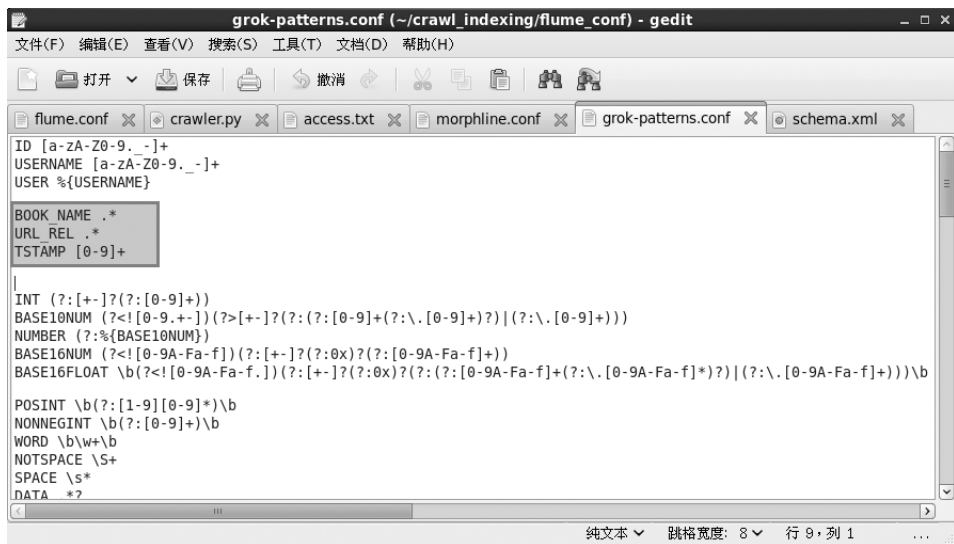 grok-patterns.conf (~/crawl_indexing/flume_conf) - gedit
文件(F) 编辑(E) 查看(V) 搜索(S) 工具(T) 文档(D) 帮助(H)
打开 保存 撤消
flume.conf crawler.py access.txt morphline.conf grok-patterns.conf schema.xml
ID [a-zA-Z0-9._-]+
USERNAME [a-zA-Z0-9._-]+
USER %{USERNAME}
BOOK_NAME .*
URL_REL .*
TSTAMP [0-9]+
INT (?:[+-]?(?:[0-9]+))
BASE10NUM (?<![0-9.+-])(?>[+-]?(?:(?:[0-9]+(?:\.[0-9]+)?)|(?:\.[0-9]+)))
NUMBER (?:%{BASE10NUM})
BASE16NUM (?<![0-9A-Fa-f])(?:[+-]?(?:0x)?(?:[0-9A-Fa-f]+))
BASE16FLOAT \b(?<![0-9A-Fa-f.])(?:[+-]?(?:0x)?(?:(?:[0-9A-Fa-f]+(?:\.[0-9A-Fa-f]*)?)|(?:\.[0-9A-Fa-f]+)))\b
POSINT \b(?:[1-9][0-9]*)\b
NONNEGINT \b(?:[0-9]+)\b
WORD \b\w+\b
NOTSPACE \S+
SPACE \s*
DATA .*?
纯文本 跳格宽度: 8 行 9，列 1 ...